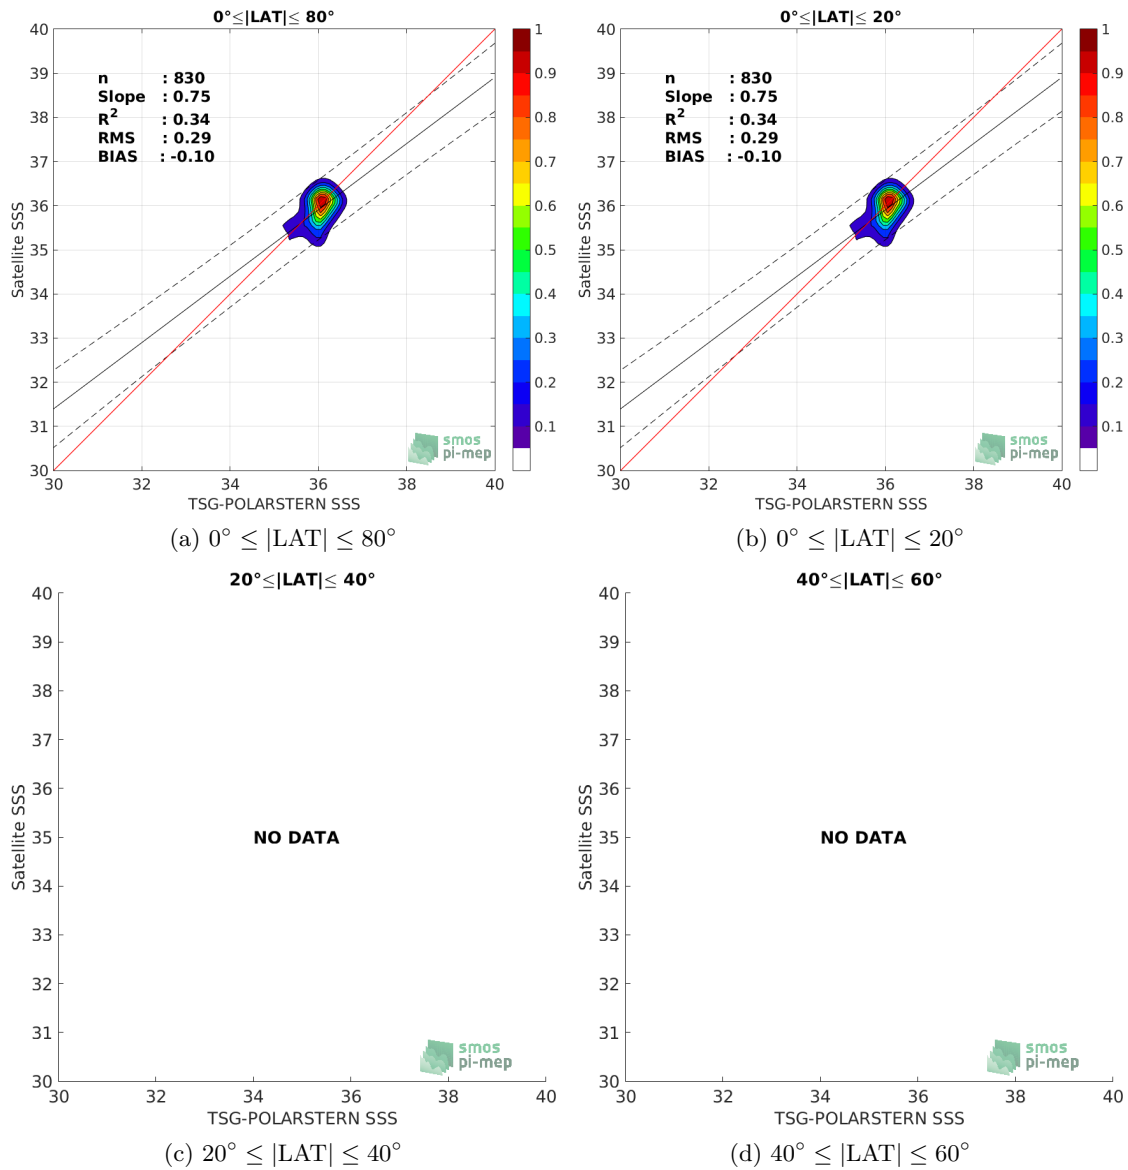 0°≤|LAT|≤ 80°
40
39
38
37
36
35
34
33
32
31
30
Satellite SSS
n : 830
Slope : 0.75
R2 : 0.34
RMS : 0.29
BIAS : -0.10
smos
pi-mep
30 32 34 36 38 40
TSG-POLARSTERN SSS
1
0.9
0.8
0.7
0.6
0.5
0.4
0.3
0.2
0.1
(a) 0° ≤ |LAT| ≤ 80°
0°≤|LAT|≤ 20°
40
39
38
37
36
35
34
33
32
31
30
Satellite SSS
n : 830
Slope : 0.75
R2 : 0.34
RMS : 0.29
BIAS : -0.10
smos
pi-mep
30 32 34 36 38 40
TSG-POLARSTERN SSS
1
0.9
0.8
0.7
0.6
0.5
0.4
0.3
0.2
0.1
(b) 0° ≤ |LAT| ≤ 20°
20°≤|LAT|≤ 40°
40
39
38
37
36
35
34
33
32
31
30
Satellite SSS
NO DATA
smos
pi-mep
30 32 34 36 38 40
TSG-POLARSTERN SSS
(c) 20° ≤ |LAT| ≤ 40°
40°≤|LAT|≤ 60°
40
39
38
37
36
35
34
33
32
31
30
Satellite SSS
NO DATA
smos
pi-mep
30 32 34 36 38 40
TSG-POLARSTERN SSS
(d) 40° ≤ |LAT| ≤ 60°